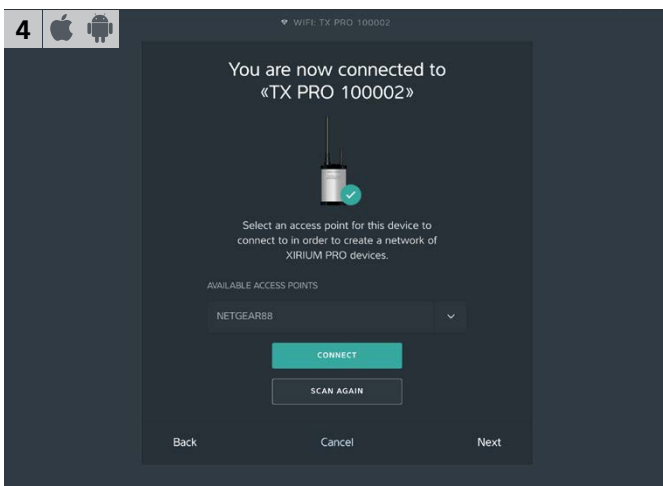 4
WIFI: TX PRO 100002
You are now connected to
«TX PRO 100002»
Select an access point for this device to
connect to in order to create a network of
XIRIUM PRO devices.
AVAILABLE ACCESS POINTS
NETGEAR88
CONNECT
SCAN AGAIN
Back Cancel Next